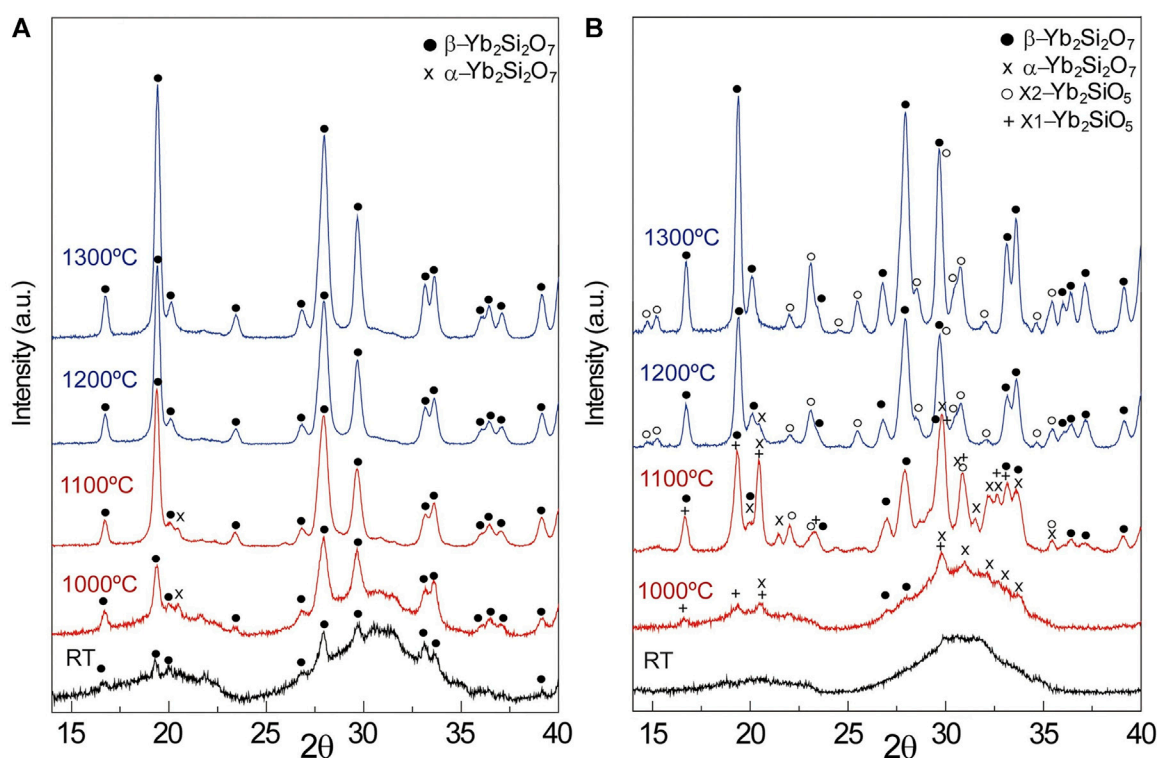 A
● β–Yb₂Si₂O₇
x α–Yb₂Si₂O₇
1300ºC
1200ºC
1100ºC
1000ºC
RT
Intensity (a.u.)
15 20 25 30 35 40
2θ
B
● β–Yb₂Si₂O₇
x α–Yb₂Si₂O₇
○ X2–Yb₂SiO₅
+ X1–Yb₂SiO₅
1300ºC
1200ºC
1100ºC
1000ºC
RT
Intensity (a.u.)
15 20 25 30 35 40
2θ